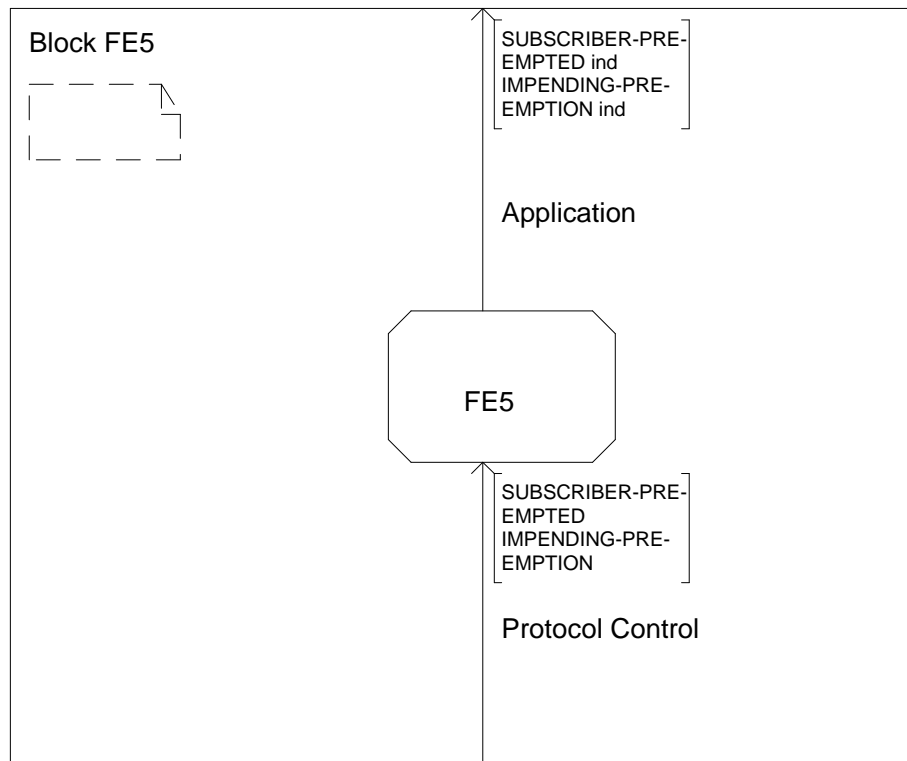 Block FE5
SUBSCRIBER-PRE-
EMPTED ind
IMPENDING-PRE-
EMPTION ind
Application
FE5
SUBSCRIBER-PRE-
EMPTED
IMPENDING-PRE-
EMPTION
Protocol Control